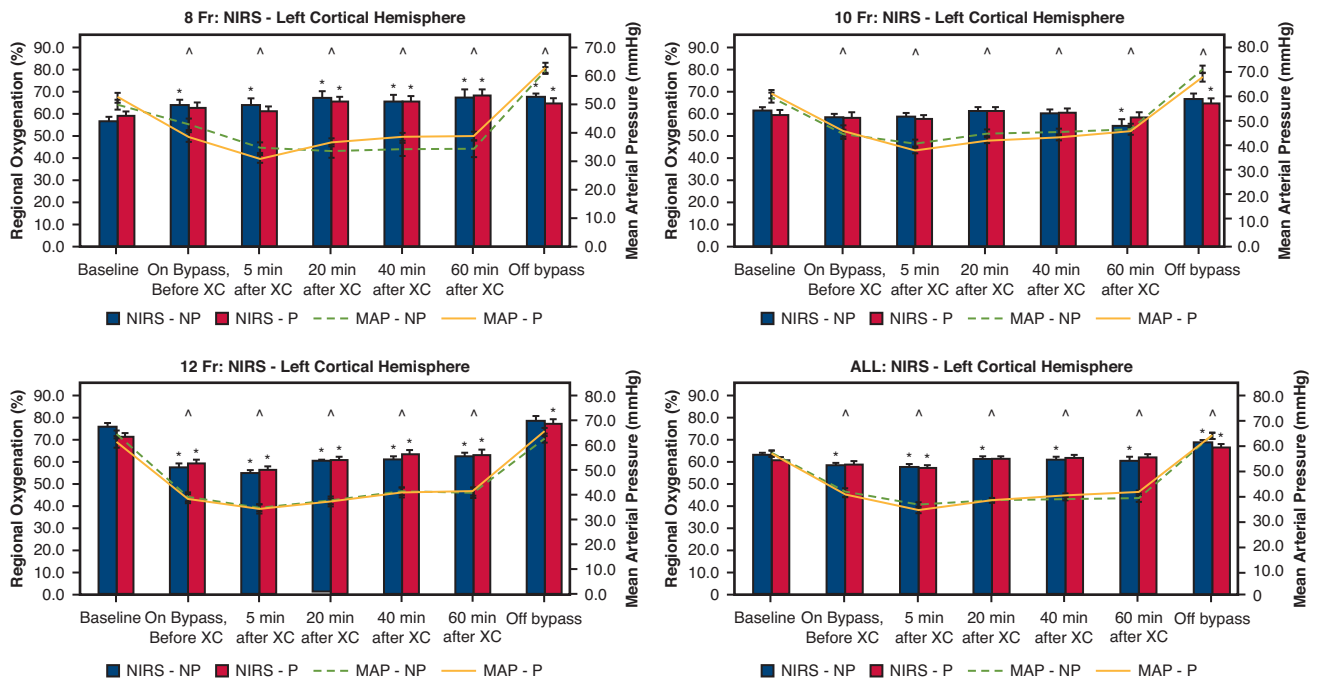 8 Fr: NIRS - Left Cortical Hemisphere
Regional Oxygenation (%)
90.0
80.0
70.0
60.0
50.0
40.0
30.0
20.0
10.0
0.0
^ ^ ^ ^ ^ ^
* * * * * * * * * * *
70.0
60.0
50.0
40.0
30.0
20.0
10.0
0.0
Mean Arterial Pressure (mmHg)
Baseline
On Bypass, Before XC
5 min after XC
20 min after XC
40 min after XC
60 min after XC
Off bypass
NIRS - NP NIRS - P MAP - NP MAP - P
10 Fr: NIRS - Left Cortical Hemisphere
Regional Oxygenation (%)
90.0
80.0
70.0
60.0
50.0
40.0
30.0
20.0
10.0
0.0
^ ^ ^ ^ ^ ^
* *
80.0
70.0
60.0
50.0
40.0
30.0
20.0
10.0
0.0
Mean Arterial Pressure (mmHg)
Baseline
On Bypass, Before XC
5 min after XC
20 min after XC
40 min after XC
60 min after XC
Off bypass
NIRS - NP NIRS - P MAP - NP MAP - P
12 Fr: NIRS - Left Cortical Hemisphere
Regional Oxygenation (%)
90.0
80.0
70.0
60.0
50.0
40.0
30.0
20.0
10.0
0.0
^ ^ ^ ^ ^
* * * * * * * * * * *
80.0
70.0
60.0
50.0
40.0
30.0
20.0
10.0
0.0
Mean Arterial Pressure (mmHg)
Baseline
On Bypass, Before XC
5 min after XC
20 min after XC
40 min after XC
60 min after XC
Off bypass
NIRS - NP NIRS - P MAP - NP MAP - P
ALL: NIRS - Left Cortical Hemisphere
Regional Oxygenation (%)
90.0
80.0
70.0
60.0
50.0
40.0
30.0
20.0
10.0
0.0
^ ^ ^ ^ ^ ^
* * * * * * * *
80.0
70.0
60.0
50.0
40.0
30.0
20.0
10.0
0
Mean Arterial Pressure (mmHg)
Baseline
On Bypass, Before XC
5 min after XC
20 min after XC
40 min after XC
60 min after XC
Off bypass
NIRS - NP NIRS - P MAP - NP MAP - P